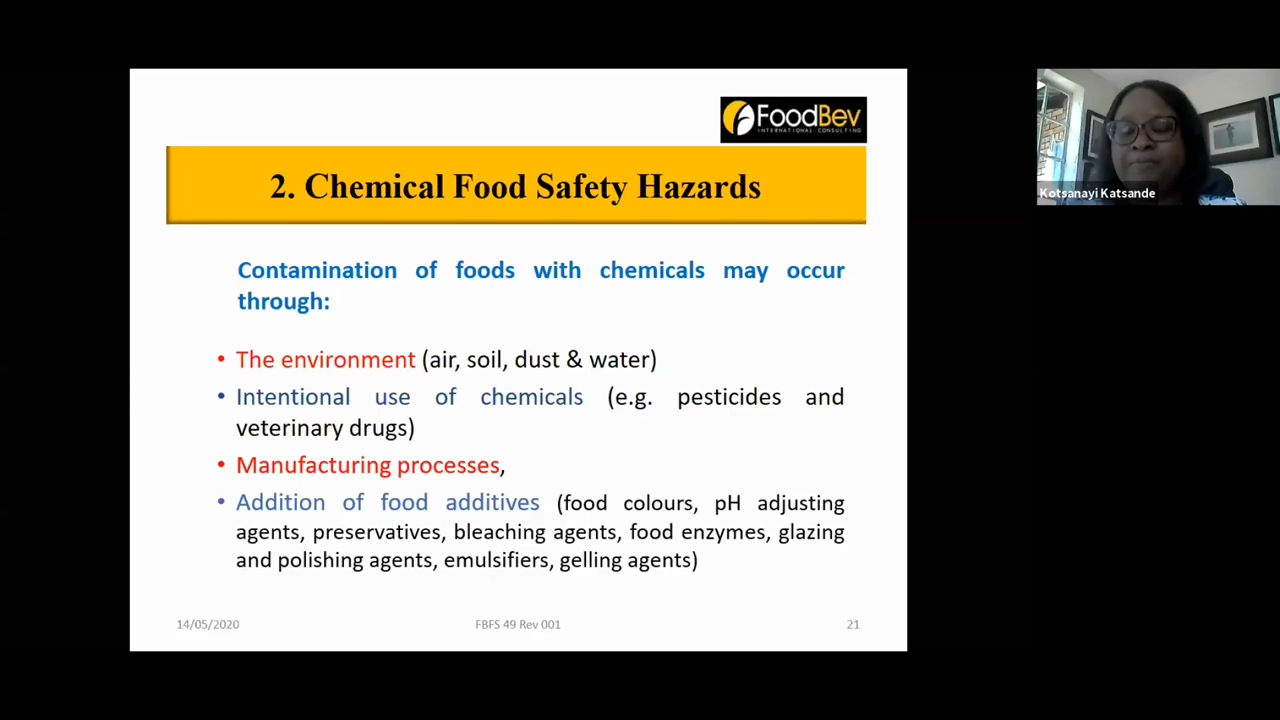 FoodBev
INTERNATIONAL CONSULTING
2. Chemical Food Safety Hazards
Kotsanayi Katsande
Contamination of foods with chemicals may occur
through:
• The environment (air, soil, dust & water)
• Intentional use of chemicals (e.g. pesticides and
veterinary drugs)
• Manufacturing processes,
• Addition of food additives (food colours, pH adjusting
agents, preservatives, bleaching agents, food enzymes, glazing
and polishing agents, emulsifiers, gelling agents)
14/05/2020 FBFS 49 Rev 001 21